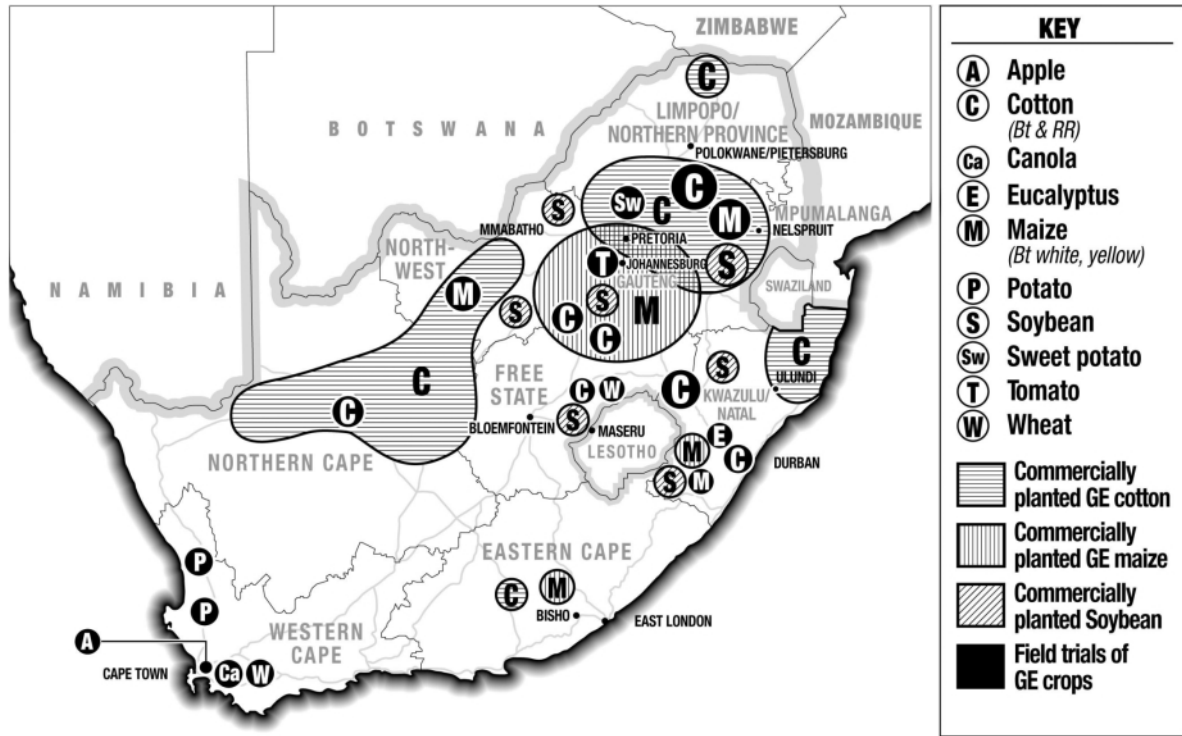 ZIMBABWE
C
LIMPOPO/
NORTHERN PROVINCE
MOZAMBIQUE
BOTSWANA
POLOKWANE/PIETERSBURG
C
Sw
C
M
S
MPUMALANGA
NELSPRUIT
MMABATHO
PRETORIA
NORTH-
WEST
T
JOHANNESBURG
GAUTENG
S
NAMIBIA
M
SWAZILAND
S
S
M
C
C
C
C
ULUNDI
FREE
STATE
S
C
W
C
KWAZULU/
NATAL
C
BLOEMFONTEIN
S
MASERU
LESOTHO
NORTHERN CAPE
E
M
C
DURBAN
S
M
EASTERN CAPE
P
C
M
P
BISHO
EAST LONDON
WESTERN
CAPE
A
CAPE TOWN
Ca
W
KEY
A Apple
C Cotton
(Bt & RR)
Ca Canola
E Eucalyptus
M Maize
(Bt white, yellow)
P Potato
S Soybean
Sw Sweet potato
T Tomato
W Wheat
Commercially
planted GE cotton
Commercially
planted GE maize
Commercially
planted Soybean
Field trials of
GE crops